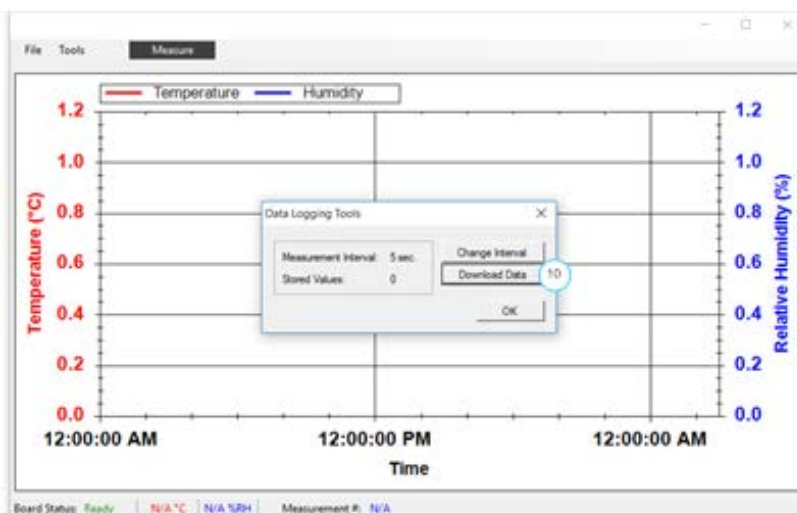 File Tools Measure
Temperature Humidity
1.2 1.2
1.0 1.0
0.8 0.8
0.6 0.6
0.4 0.4
0.2 0.2
0.0 0.0
Temperature (°C)
Relative Humidity (%)
Data Logging Tools
Measurement Interval: 5 sec.
Stored Values: 0
Change Interval
Download Data 10
OK
12:00:00 AM 12:00:00 PM 12:00:00 AM
Time
Board Status: Ready N/A °C N/A %RH Measurement #: N/A